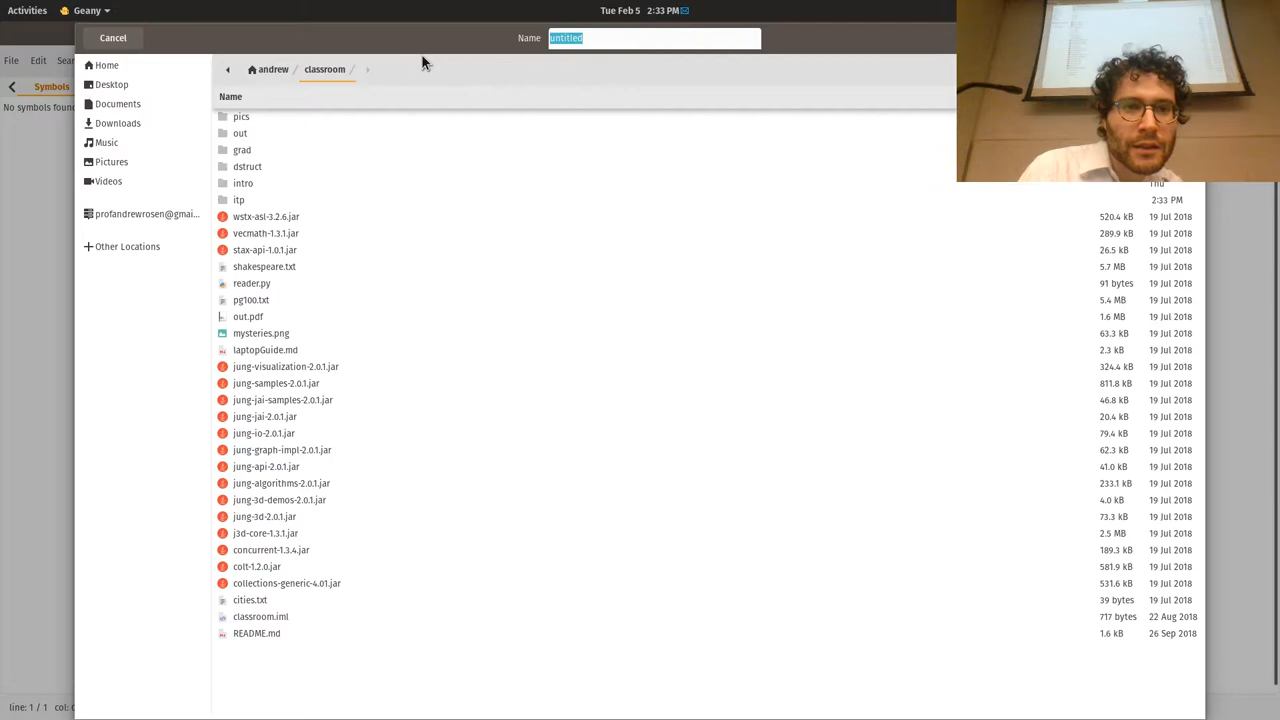 Activities Geany Tue Feb 5 2:33 PM
Cancel Name untitled
File Edit
Home
andrew / classroom /
Symbols
Desktop
Name
No symbols found
Documents
pics
Downloads
out
Music
grad
Pictures
dstruct
Videos
intro Thu
itp 2:33 PM
profandrewrosen@gmai...
wstx-asl-3.2.6.jar 520.4 kB 19 Jul 2018
vecmath-1.3.1.jar 289.9 kB 19 Jul 2018
Other Locations
stax-api-1.0.1.jar 26.5 kB 19 Jul 2018
shakespeare.txt 5.7 MB 19 Jul 2018
reader.py 91 bytes 19 Jul 2018
pg100.txt 5.4 MB 19 Jul 2018
out.pdf 1.6 MB 19 Jul 2018
mysteries.png 63.3 kB 19 Jul 2018
laptopGuide.md 2.3 kB 19 Jul 2018
jung-visualization-2.0.1.jar 324.4 kB 19 Jul 2018
jung-samples-2.0.1.jar 811.8 kB 19 Jul 2018
jung-jai-samples-2.0.1.jar 46.8 kB 19 Jul 2018
jung-jai-2.0.1.jar 20.4 kB 19 Jul 2018
jung-io-2.0.1.jar 79.4 kB 19 Jul 2018
jung-graph-impl-2.0.1.jar 62.3 kB 19 Jul 2018
jung-api-2.0.1.jar 41.0 kB 19 Jul 2018
jung-algorithms-2.0.1.jar 233.1 kB 19 Jul 2018
jung-3d-demos-2.0.1.jar 4.0 kB 19 Jul 2018
jung-3d-2.0.1.jar 73.3 kB 19 Jul 2018
j3d-core-1.3.1.jar 2.5 MB 19 Jul 2018
concurrent-1.3.4.jar 189.3 kB 19 Jul 2018
colt-1.2.0.jar 581.9 kB 19 Jul 2018
collections-generic-4.01.jar 531.6 kB 19 Jul 2018
cities.txt 39 bytes 19 Jul 2018
classroom.iml 717 bytes 22 Aug 2018
README.md 1.6 kB 26 Sep 2018
line: 1 / 1 col: